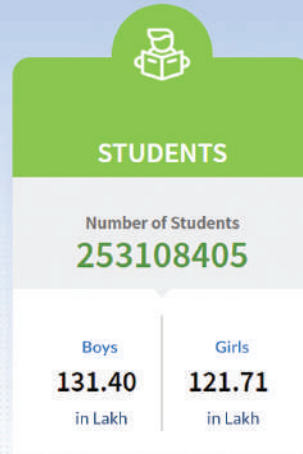 STUDENTS
Number of Students
253108405
Boys
Girls
131.40
121.71
in Lakh
in Lakh